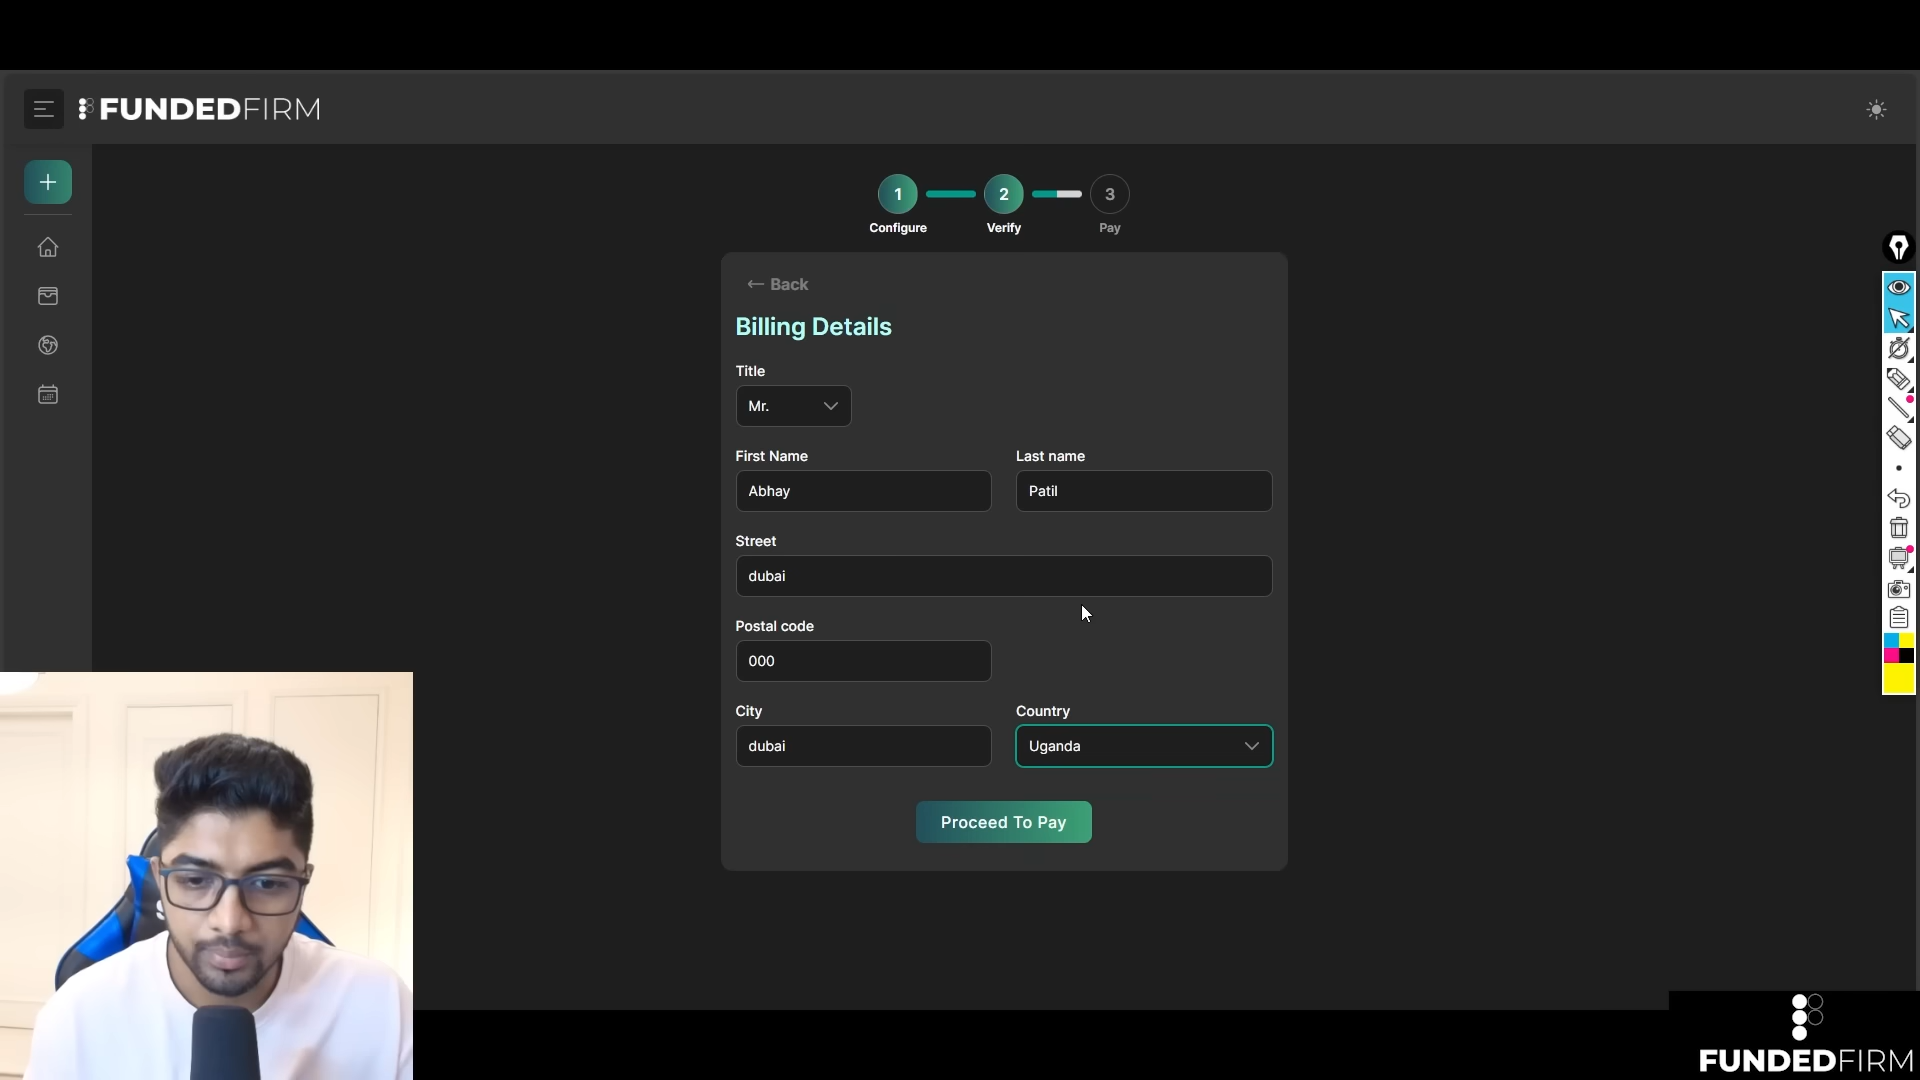 FUNDEDFIRM
1
2
3
Configure
Verify
Pay
Back
Billing Details
Title
Mr.
First Name
Last name
Abhay
Patil
Street
dubai
Postal code
000
City
Country
dubai
Uganda
Proceed To Pay
FUNDEDFIRM